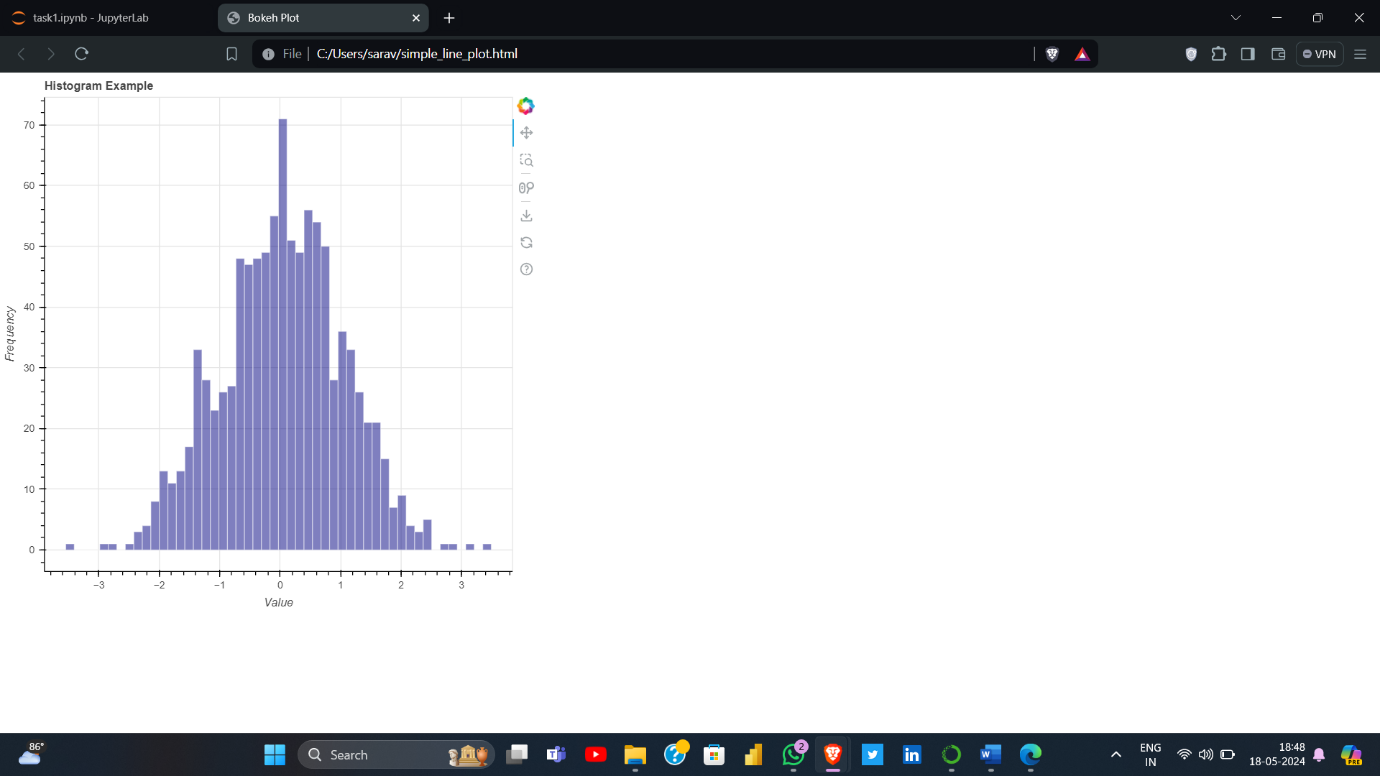 task1.ipynb - JupyterLab
Bokeh Plot
File
C:/Users/sarav/simple_line_plot.html
VPN
Histogram Example
70
60
50
40
30
20
10
0
Frequency
−3 −2 −1 0 1 2 3
Value
86°
Search
2
ENG
IN
18:48
18-05-2024
PRE